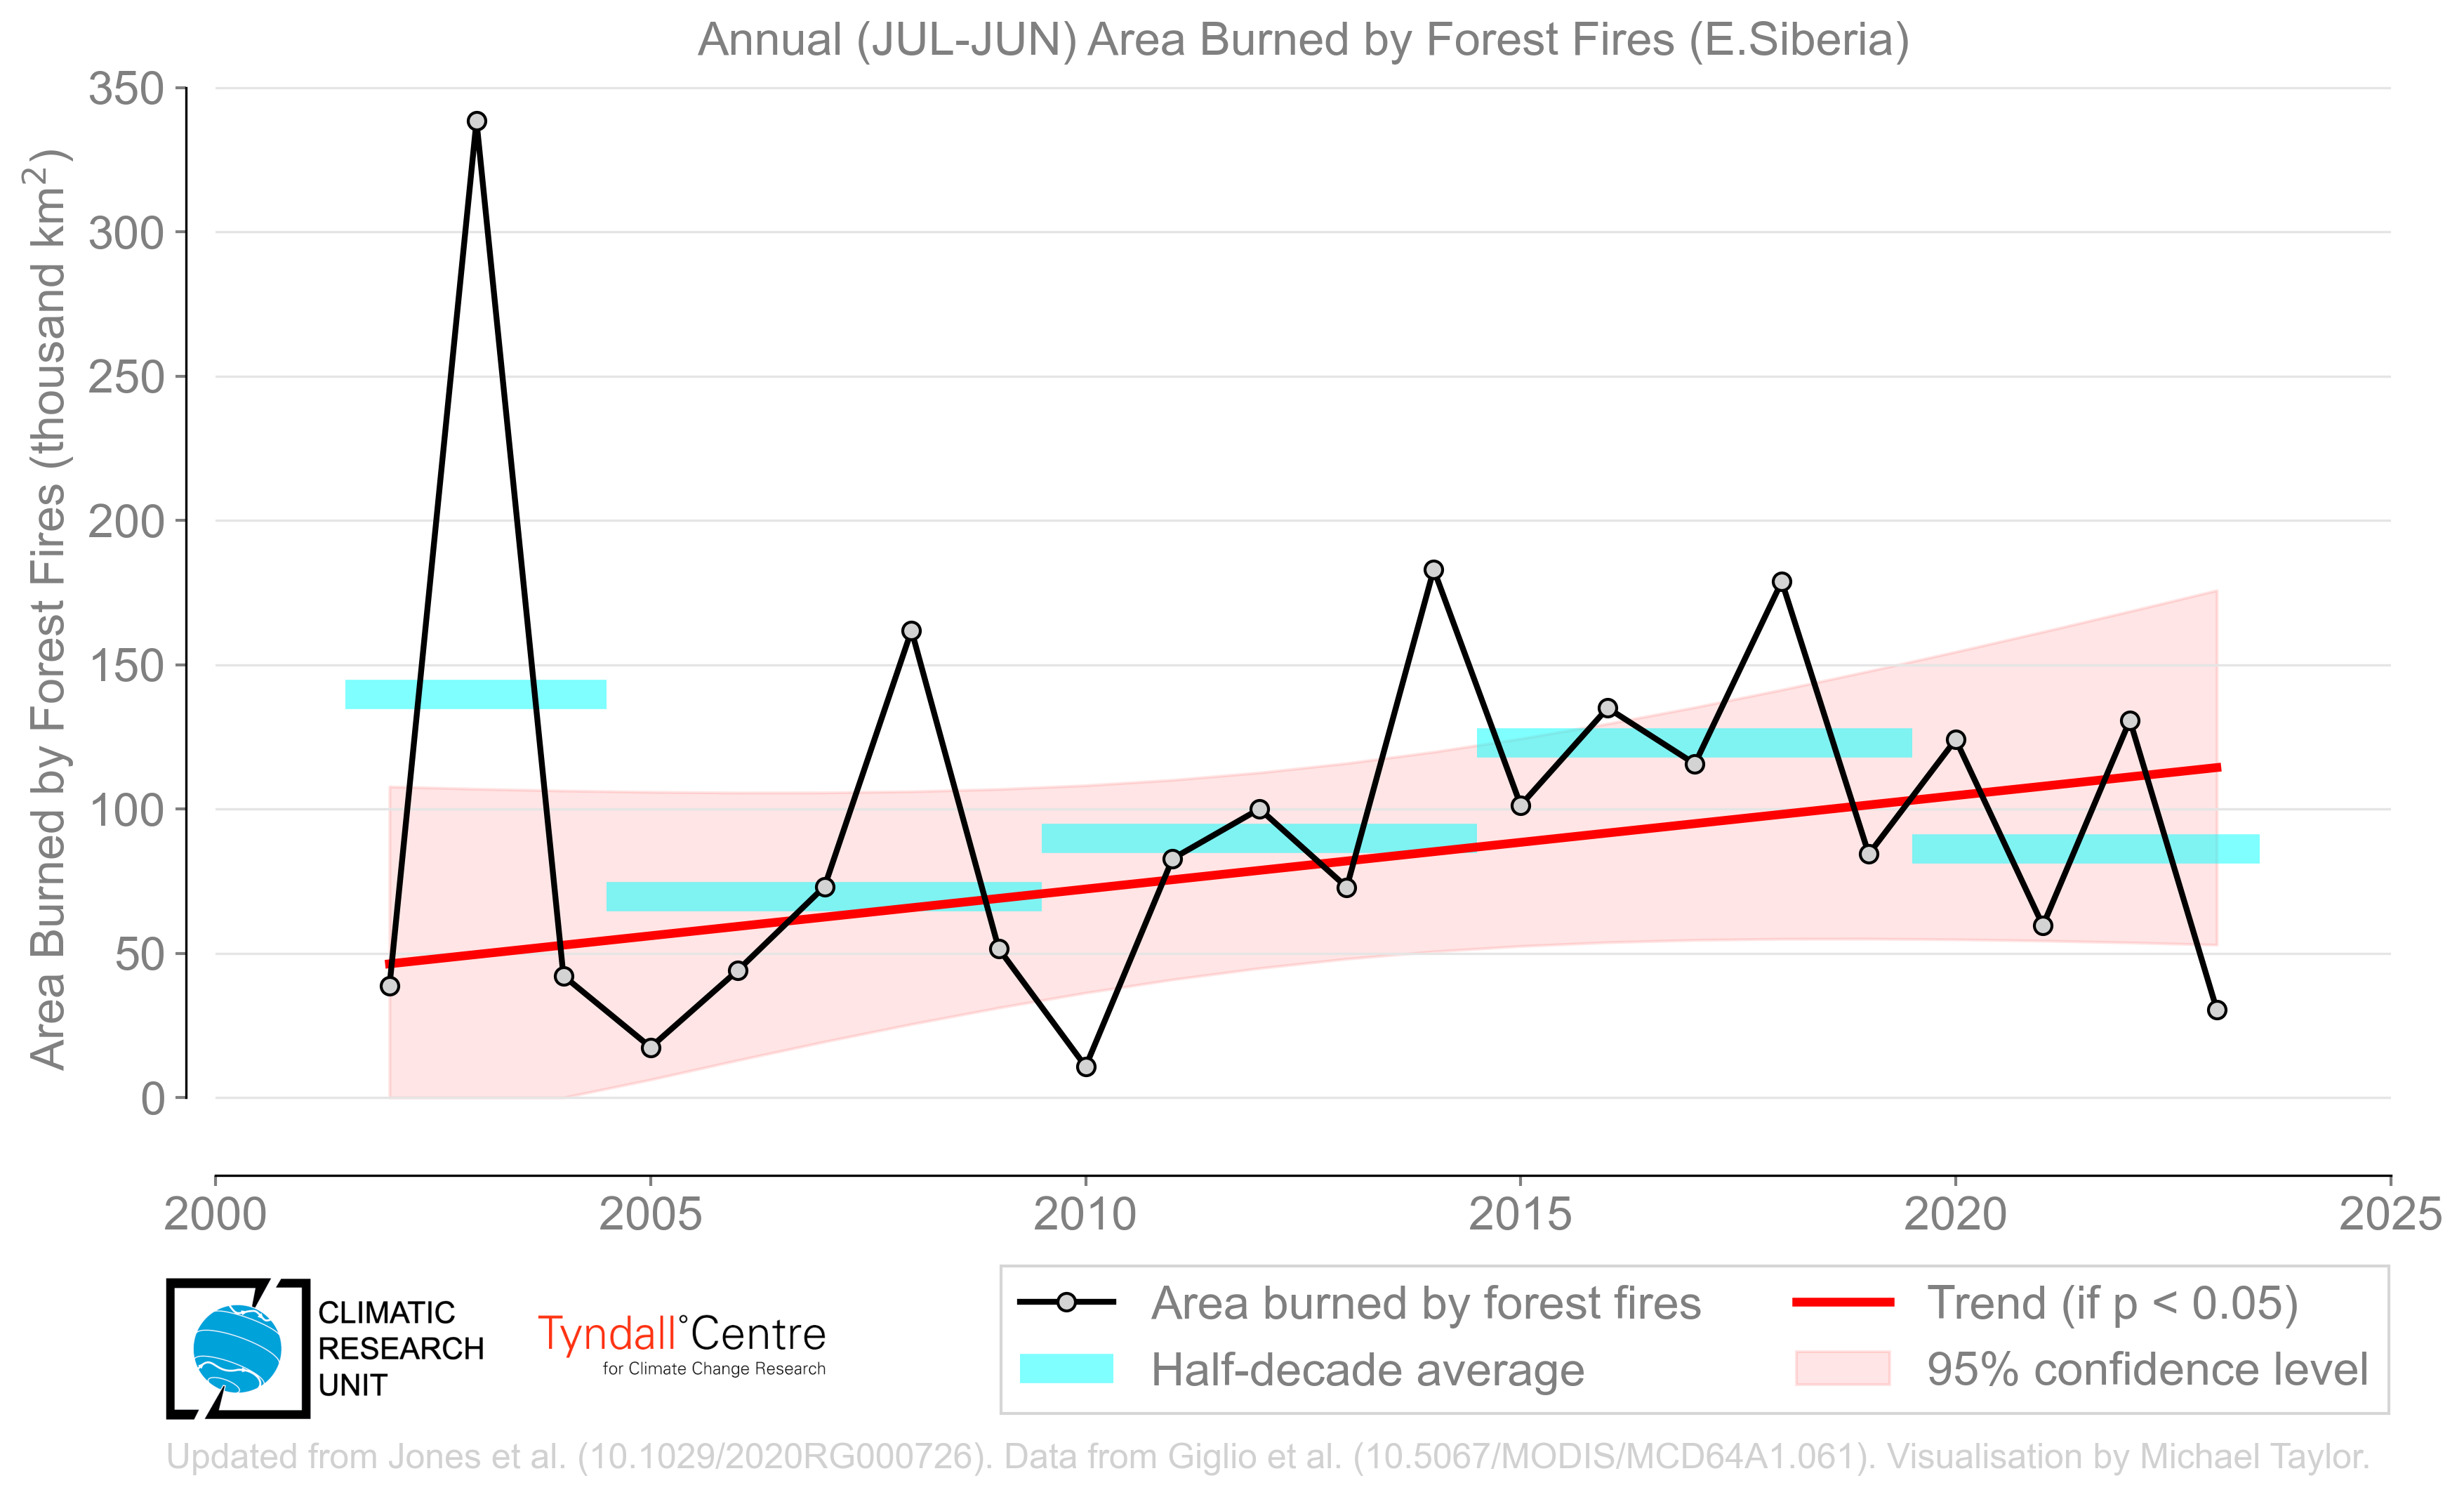 Annual (JUL-JUN) Area Burned by Forest Fires (E.Siberia)
Area Burned by Forest Fires (thousand km²)
350
300
250
200
150
100
50
0
2000 2005 2010 2015 2020 2025
CLIMATIC
RESEARCH
UNIT
Tyndall°Centre
for Climate Change Research
Area burned by forest fires
Half-decade average
Trend (if p < 0.05)
95% confidence level
Updated from Jones et al. (10.1029/2020RG000726). Data from Giglio et al. (10.5067/MODIS/MCD64A1.061). Visualisation by Michael Taylor.